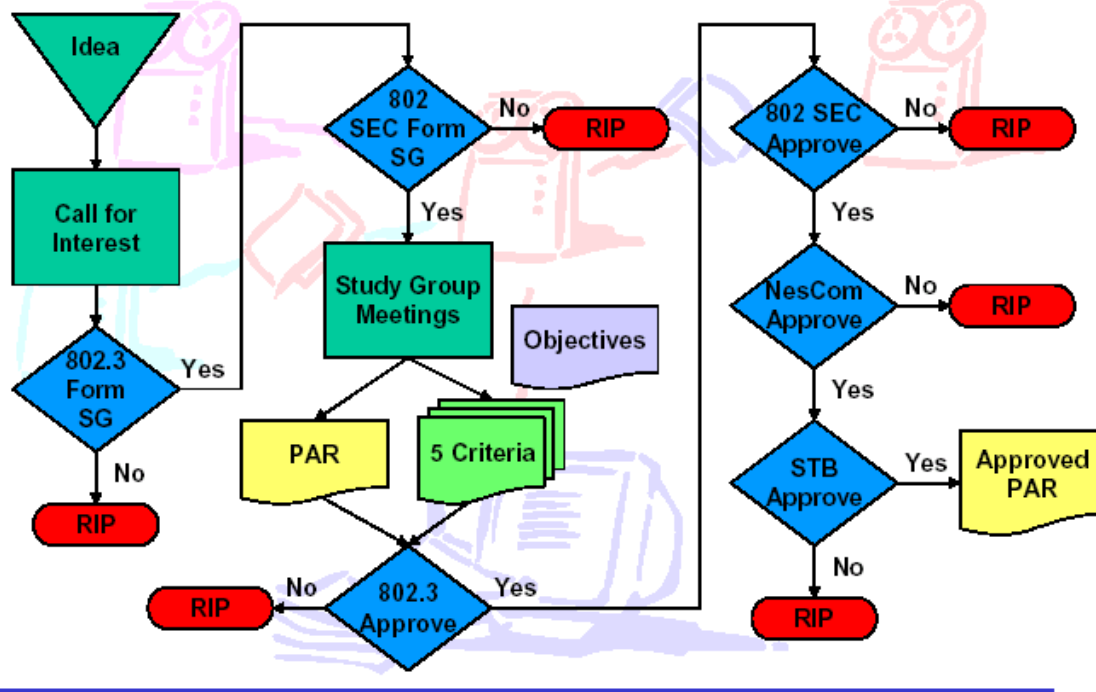 Idea
Call for
Interest
802.3
Form
SG
Yes
No
RIP
802
SEC Form
SG
No
RIP
Yes
Study Group
Meetings
Objectives
PAR
5 Criteria
802.3
Approve
No
RIP
Yes
802 SEC
Approve
No
RIP
Yes
NesCom
Approve
No
RIP
Yes
STB
Approve
Yes
Approved
PAR
No
RIP